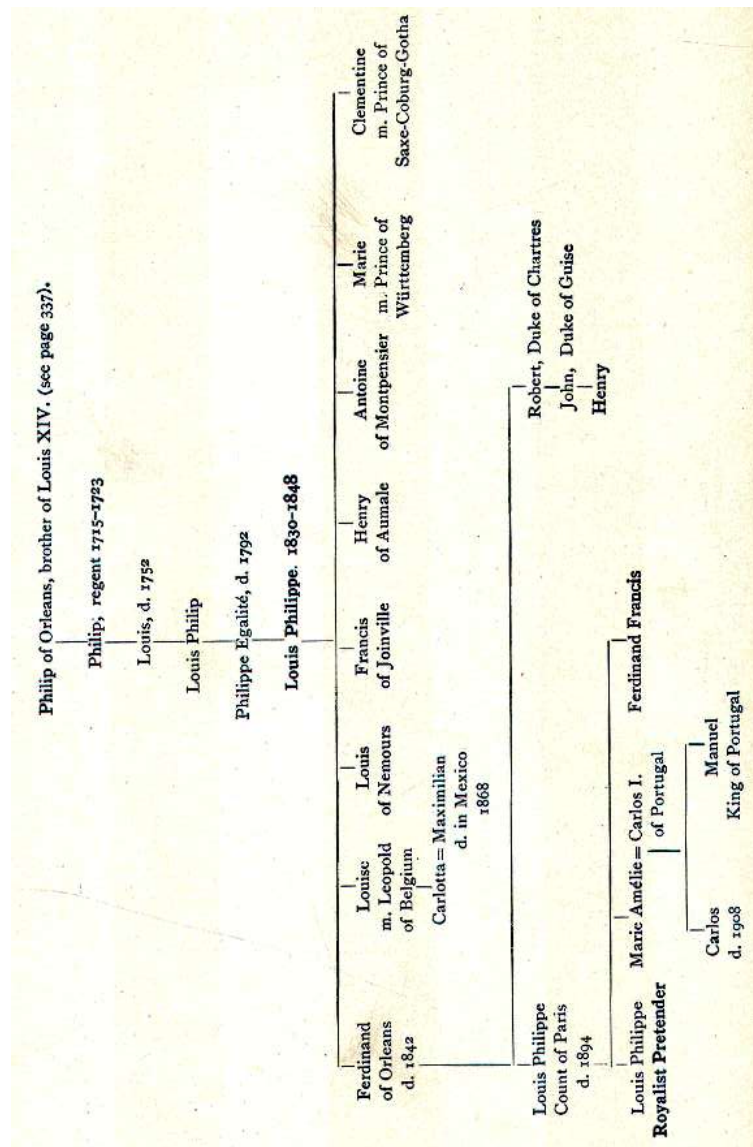 Philip of Orleans, brother of Louis XIV. (see page 337).
Philip, regent 1715-1723
Louis, d. 1752
Louis Philip
Philippe Egalité, d. 1792
Louis Philippe. 1830-1848
Ferdinand
of Orleans
d. 1842
Louise
m. Leopold
of Belgium
Louis
of Nemours
Francis
of Joinville
Henry
of Aumale
Antoine
of Montpensier
Marie
m. Prince of
Württemberg
Clementine
m. Prince of
Saxe-Coburg-Gotha
Carlotta = Maximilian
d. in Mexico
1868
Louis Philippe
Count of Paris
d. 1894
Robert, Duke of Chartres
John, Duke of Guise
Henry
Louis Philippe
Royalist Pretender
Marie Amélie = Carlos I.
of Portugal
Ferdinand Francis
Carlos
d. 1908
Manuel
King of Portugal